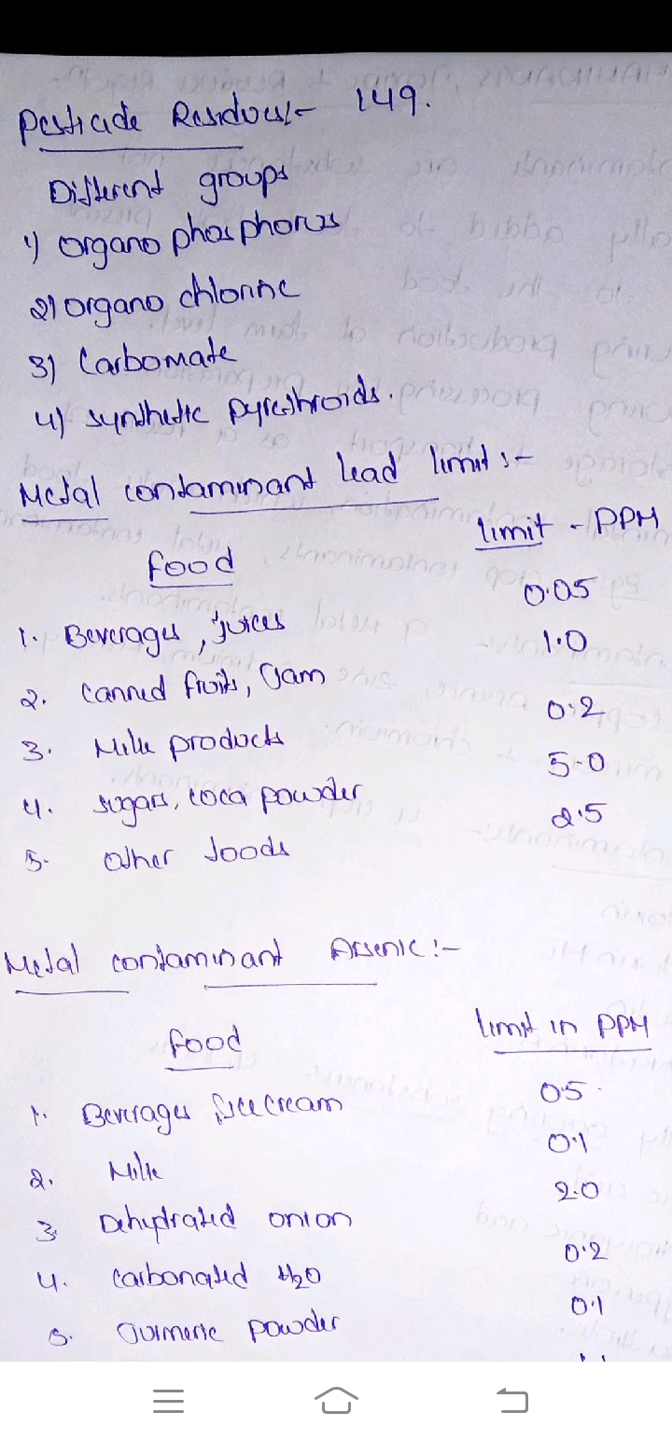 Pesticide Residues:- 149.
Different groups
1) organo phosphorus
2) organo chlorine
3) Carbomate
4) synthetic pyrethroids.
Metal contaminant lead limits:-
food limit - PPM
1. Beverages, juices 0.05
2. canned fruits, Jam 1.0
3. Milk products 0.2
4. sugars, coca powder 5.0
5. other foods 2.5
Metal contaminant Arsenic:-
food limit in PPM
1. Beverages, Ice cream 0.5
2. Milk 0.1
3. Dehydrated onion 2.0
4. carbonated H2O 0.2
5. Turmeric powder 0.1